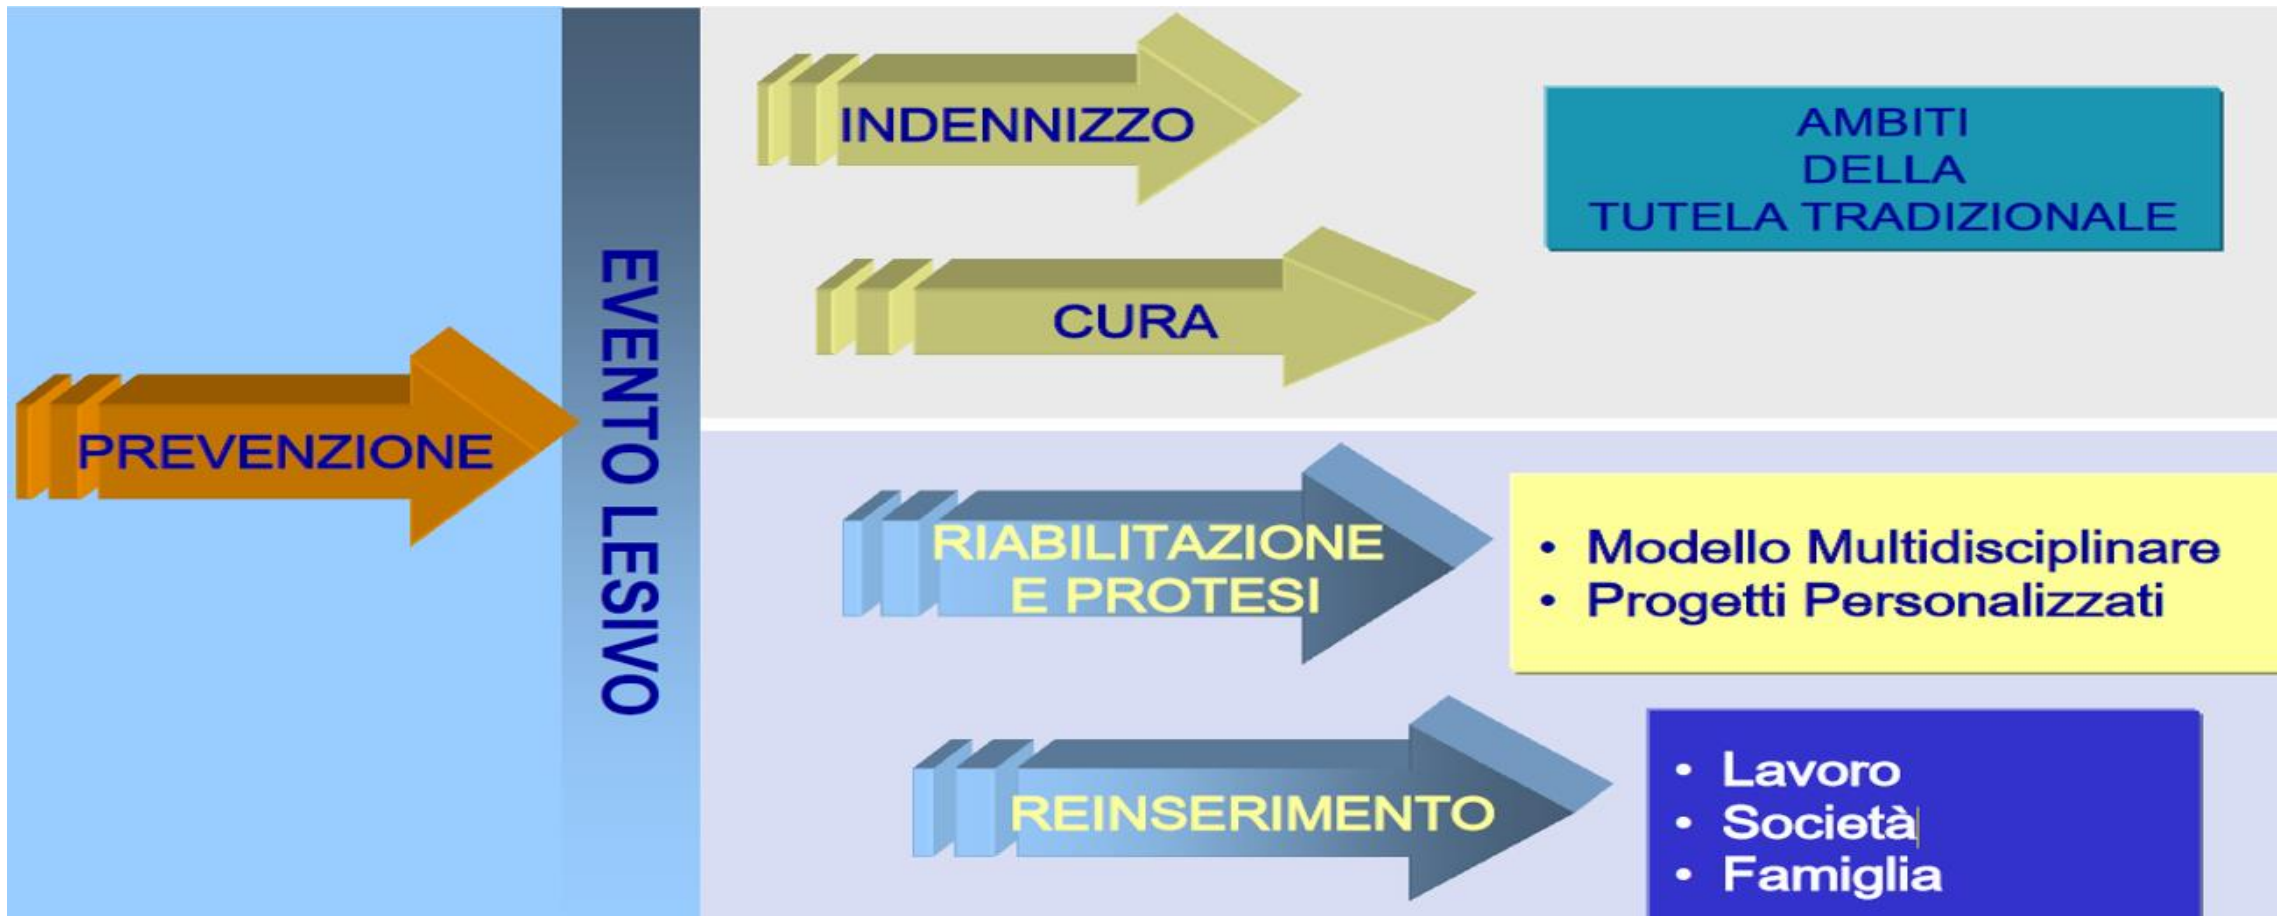 PREVENZIONE
EVENTO LESIVO
INDENNIZZO
AMBITI
DELLA
TUTELA TRADIZIONALE
CURA
RIABILITAZIONE
E PROTESI
• Modello Multidisciplinare
• Progetti Personalizzati
REINSERIMENTO
• Lavoro
• Società
• Famiglia